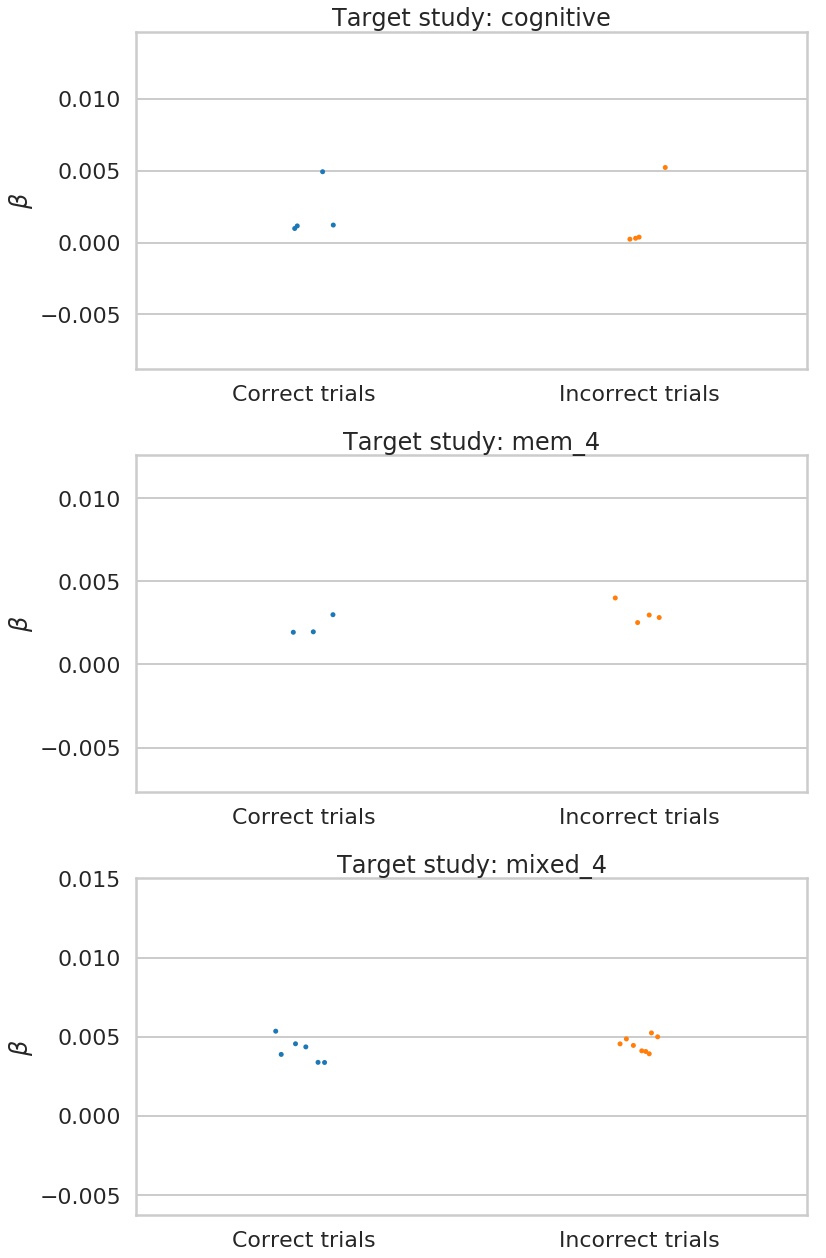 Target study: cognitive
0.010
0.005
0.000
−0.005
β
Correct trials Incorrect trials
Target study: mem_4
0.010
0.005
0.000
−0.005
β
Correct trials Incorrect trials
Target study: mixed_4
0.015
0.010
0.005
0.000
−0.005
β
Correct trials Incorrect trials